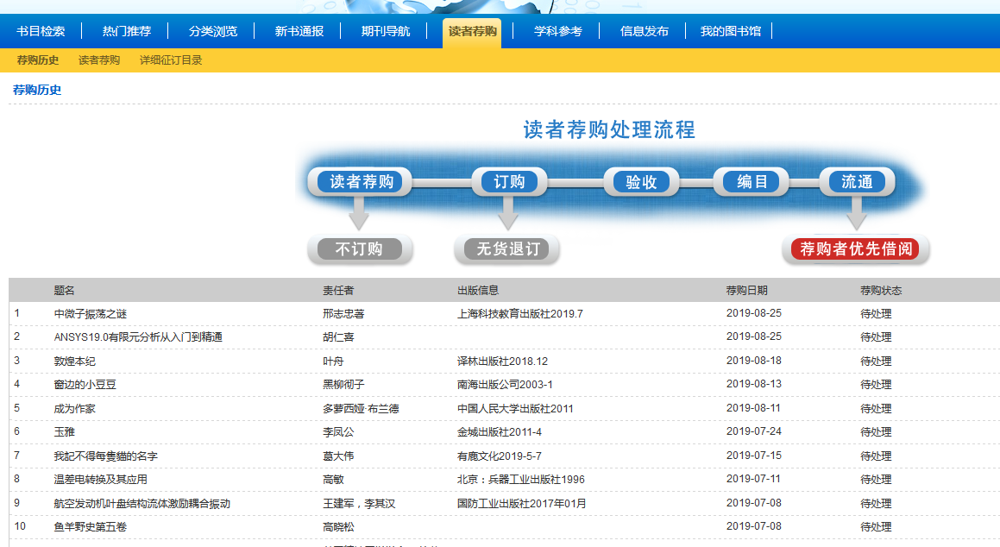 书目检索 热门推荐 分类浏览 新书通报 期刊导航 读者荐购 学科参考 信息发布 我的图书馆
荐购历史 读者荐购 详细征订目录
荐购历史
读者荐购处理流程
读者荐购 订购 验收 编目 流通
不订购 无货退订 荐购者优先借阅
题名 责任者 出版信息 荐购日期 荐购状态
1 中微子振荡之谜 邢志忠著 上海科技教育出版社2019.7 2019-08-25 待处理
2 ANSYS19.0有限元分析从入门到精通 胡仁喜 2019-08-25 待处理
3 敦煌本纪 叶舟 译林出版社2018.12 2019-08-18 待处理
4 窗边的小豆豆 黑柳彻子 南海出版公司2003-1 2019-08-13 待处理
5 成为作家 多萝西娅·布兰德 中国人民大学出版社2011 2019-08-11 待处理
6 玉雅 李凤公 金城出版社2011-4 2019-07-24 待处理
7 我記不得每隻貓的名字 葛大伟 有鹿文化2019-5-7 2019-07-15 待处理
8 温差电转换及其应用 高敏 北京：兵器工业出版社1996 2019-07-11 待处理
9 航空发动机叶盘结构流体激励耦合振动 王建军，李其汉 国防工业出版社2017年01月 2019-07-08 待处理
10 鱼羊野史第五卷 高晓松 2019-07-08 待处理